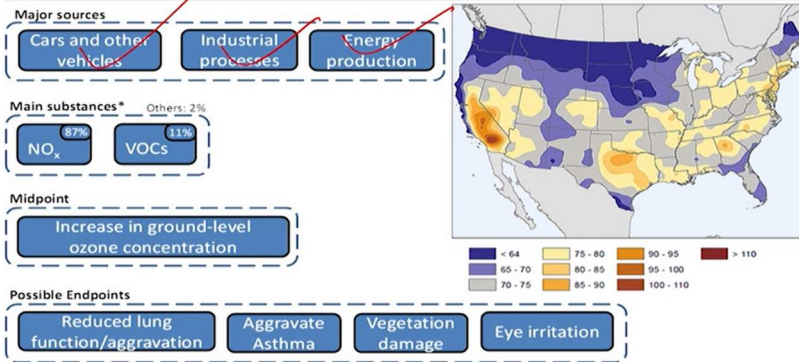 Major sources
Cars and other
vehicles
Industrial
processes
Energy
production
Main substances*
Others: 2%
NOx
87%
VOCs
11%
Midpoint
Increase in ground-level
ozone concentration
< 64
65 - 70
70 - 75
75 - 80
80 - 85
85 - 90
90 - 95
95 - 100
100 - 110
> 110
Possible Endpoints
Reduced lung
function/aggravation
Aggravate
Asthma
Vegetation
damage
Eye irritation